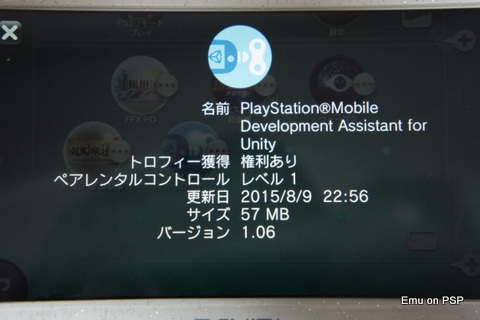 FFX HD
名前 PlayStation®Mobile
Development Assistant for
Unity
トロフィー獲得 権利あり
ペアレンタルコントロール レベル 1
更新日 2015/8/9 22:56
サイズ 57 MB
バージョン 1.06
Emu on PSP